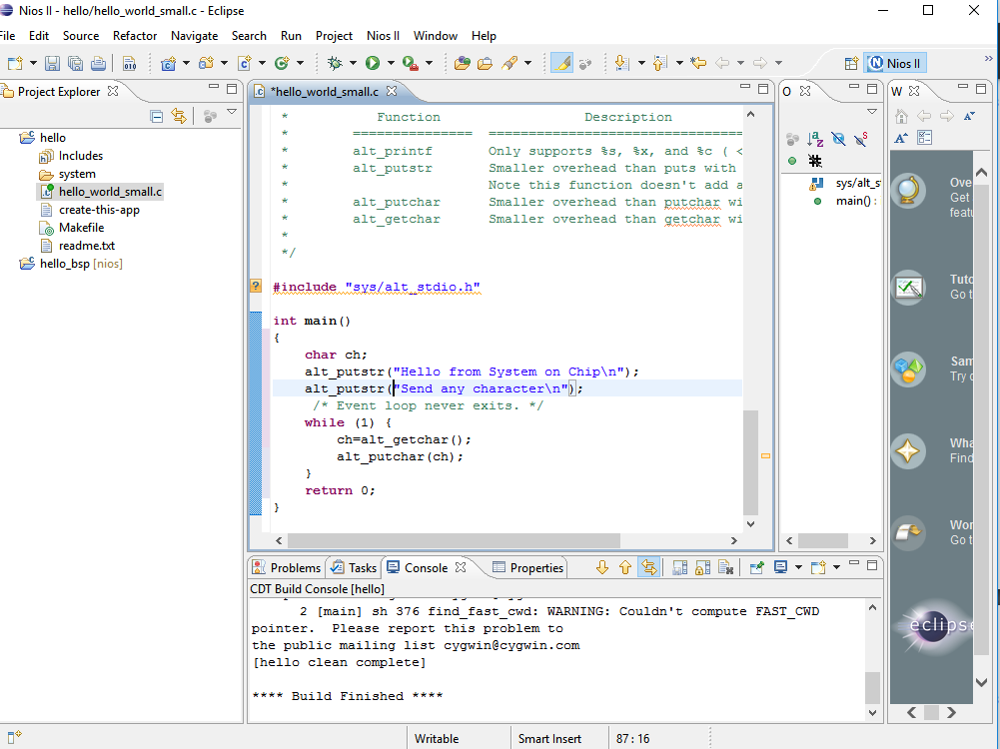 Nios II - hello/hello_world_small.c - Eclipse
File Edit Source Refactor Navigate Search Run Project Nios II Window Help
Nios II
Project Explorer
hello
Includes
system
hello_world_small.c
create-this-app
Makefile
readme.txt
hello_bsp [nios]
*hello_world_small.c
* Function Description
* =============== ================================
* alt_printf Only supports %s, %x, and %c ( <
* alt_putstr Smaller overhead than puts with
* Note this function doesn't add a
* alt_putchar Smaller overhead than putchar wi
* alt_getchar Smaller overhead than getchar wi
*
*/
#include "sys/alt_stdio.h"
int main()
{
char ch;
alt_putstr("Hello from System on Chip\n");
alt_putstr("Send any character\n");
/* Event loop never exits. */
while (1) {
ch=alt_getchar();
alt_putchar(ch);
}
return 0;
}
O
sys/alt_s
main() :
W
Ove
Get
featu
Tuto
Go t
Sam
Try c
Wha
Find
Wor
Go t
eclipse
Problems Tasks Console Properties
CDT Build Console [hello]
2 [main] sh 376 find_fast_cwd: WARNING: Couldn't compute FAST_CWD
pointer. Please report this problem to
the public mailing list cygwin@cygwin.com
[hello clean complete]
**** Build Finished ****
Writable Smart Insert 87 : 16